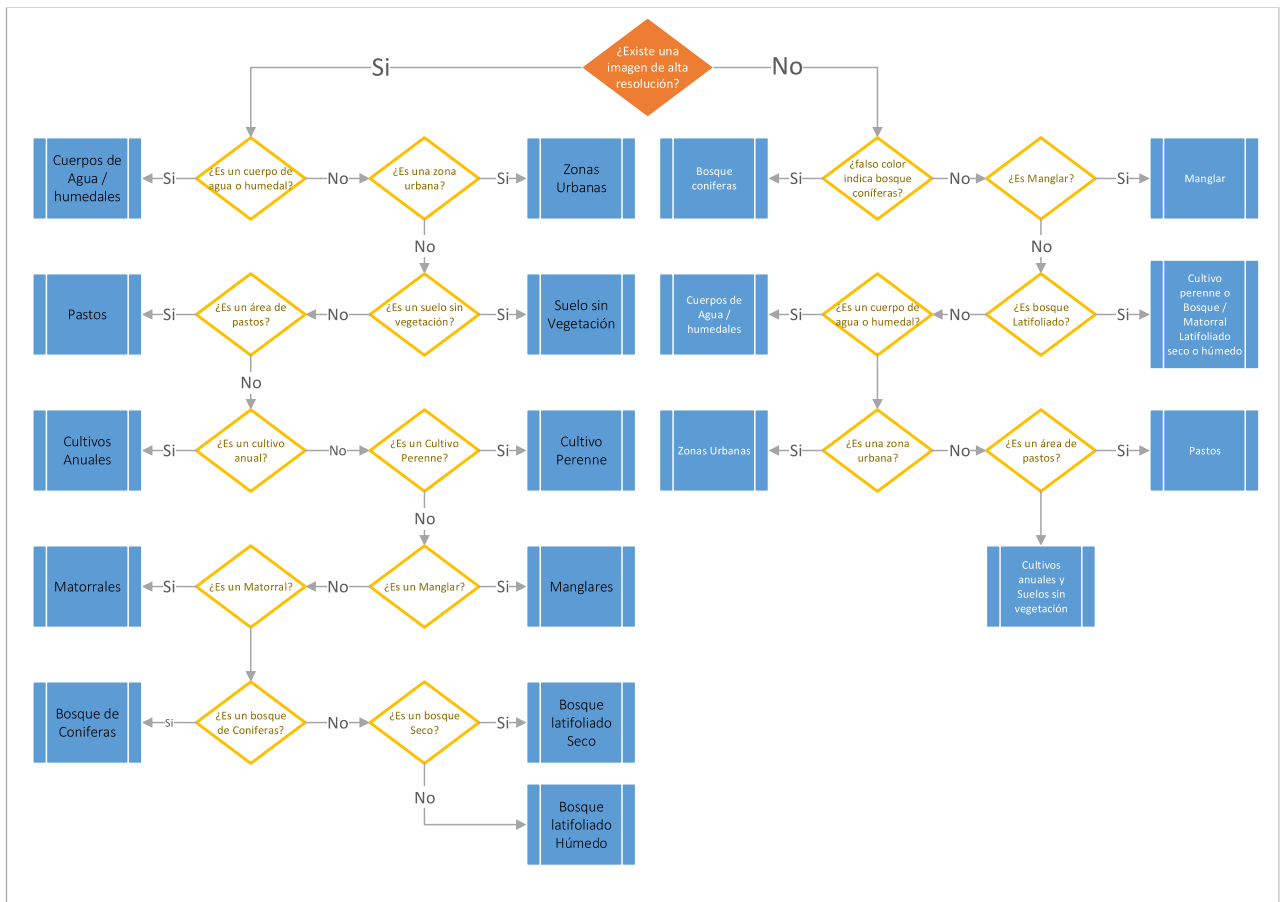 ¿Existe una
imagen de alta
resolución?
Si
No
Cuerpos de
Agua /
humedales
Si
¿Es un cuerpo de
agua o humedal?
No
¿Es una zona
urbana?
Si
Zonas
Urbanas
No
Pastos
Si
¿Es un área de
pastos?
No
¿Es un suelo sin
vegetación?
Si
Suelo sin
Vegetación
No
Cultivos
Anuales
Si
¿Es un cultivo
anual?
No
¿Es un Cultivo
Perenne?
Si
Cultivo
Perenne
No
Matorrales
Si
¿Es un Matorral?
No
¿Es un Manglar?
Si
Manglares
Bosque de
Coniferas
Si
¿Es un bosque
de Coniferas?
No
¿Es un bosque
Seco?
Si
Bosque
latifoliado
Seco
No
Bosque
latifoliado
Húmedo
Bosque
coniferas
Si
¿falso color
indica bosque
coníferas?
No
¿Es Manglar?
Si
Manglar
No
Cuerpos de
Agua /
humedales
Si
¿Es un cuerpo de
agua o humedal?
No
¿Es bosque
Latifoliado?
Si
Cultivo
perenne o
Bosque /
Matorral
Latifoliado
seco o húmedo
Zonas Urbanas
Si
¿Es una zona
urbana?
No
¿Es un área de
pastos?
Si
Pastos
Cultivos
anuales y
Suelos sin
vegetación